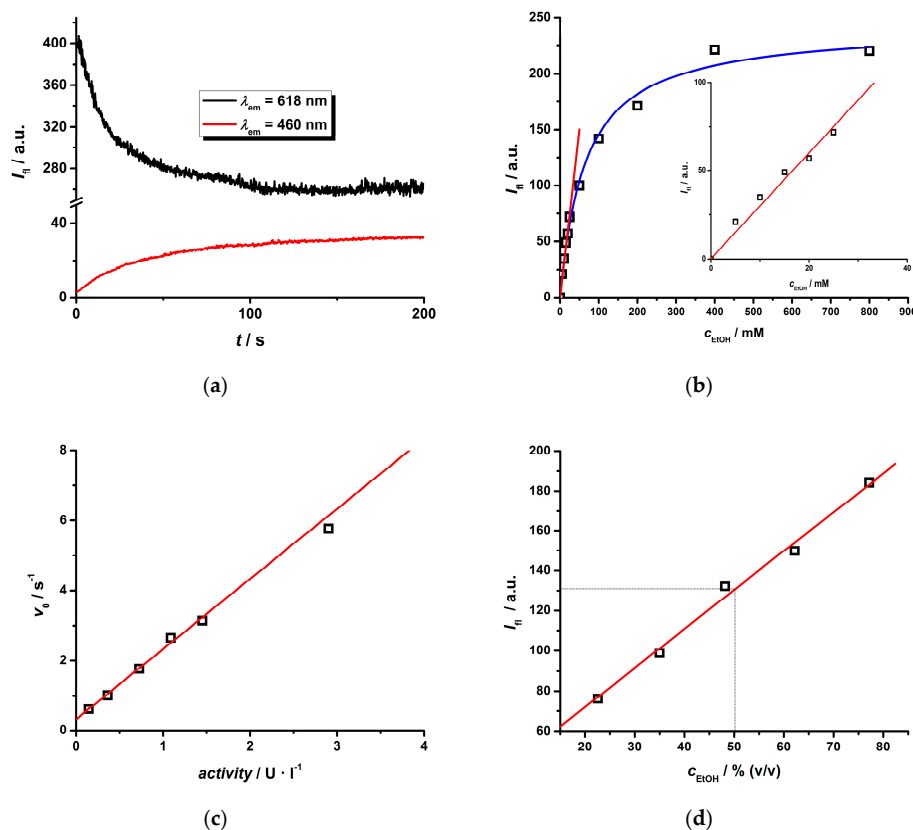 400
360
320
280
260
40
0
I_fl / a.u.
λ_em = 618 nm
λ_em = 460 nm
0 100 200
t / s
(a)
250
200
150
100
50
0
I_fl / a.u.
100
50
0
I_fl / a.u.
0 20 40
c_EtOH / mM
0 100 200 300 400 500 600 700 800 900
c_EtOH / mM
(b)
8
6
4
2
0
v_0 / s⁻¹
0 1 2 3 4
activity / U · l⁻¹
(c)
200
180
160
140
120
100
80
60
I_fl / a.u.
20 30 40 50 60 70 80
c_EtOH / % (v/v)
(d)